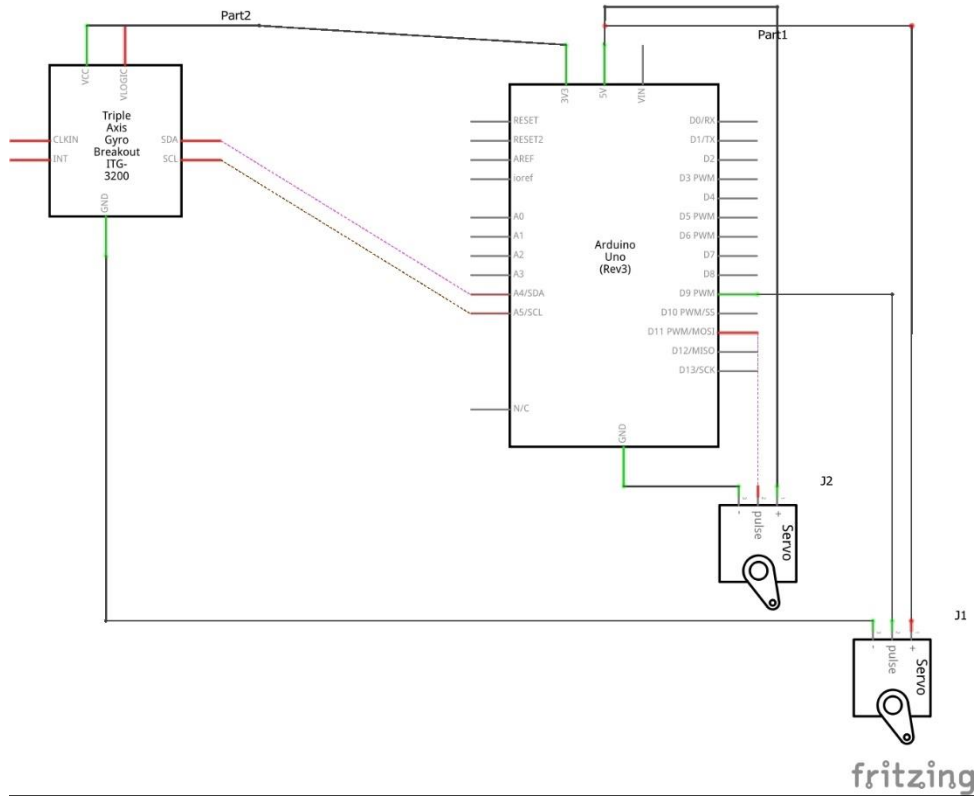 Part2
Part1
VCC
VLOGIC
CLKIN
INT
Triple
Axis
Gyro
Breakout
ITG-
3200
SDA
SCL
GND
3V3
5V
VIN
RESET
RESET2
AREF
ioref
A0
A1
A2
A3
A4/SDA
A5/SCL
N/C
Arduino
Uno
(Rev3)
D0/RX
D1/TX
D2
D3 PWM
D4
D5 PWM
D6 PWM
D7
D8
D9 PWM
D10 PWM/SS
D11 PWM/MOSI
D12/MISO
D13/SCK
GND
J2
-
pulse
+
Servo
J1
-
pulse
+
Servo
fritzing